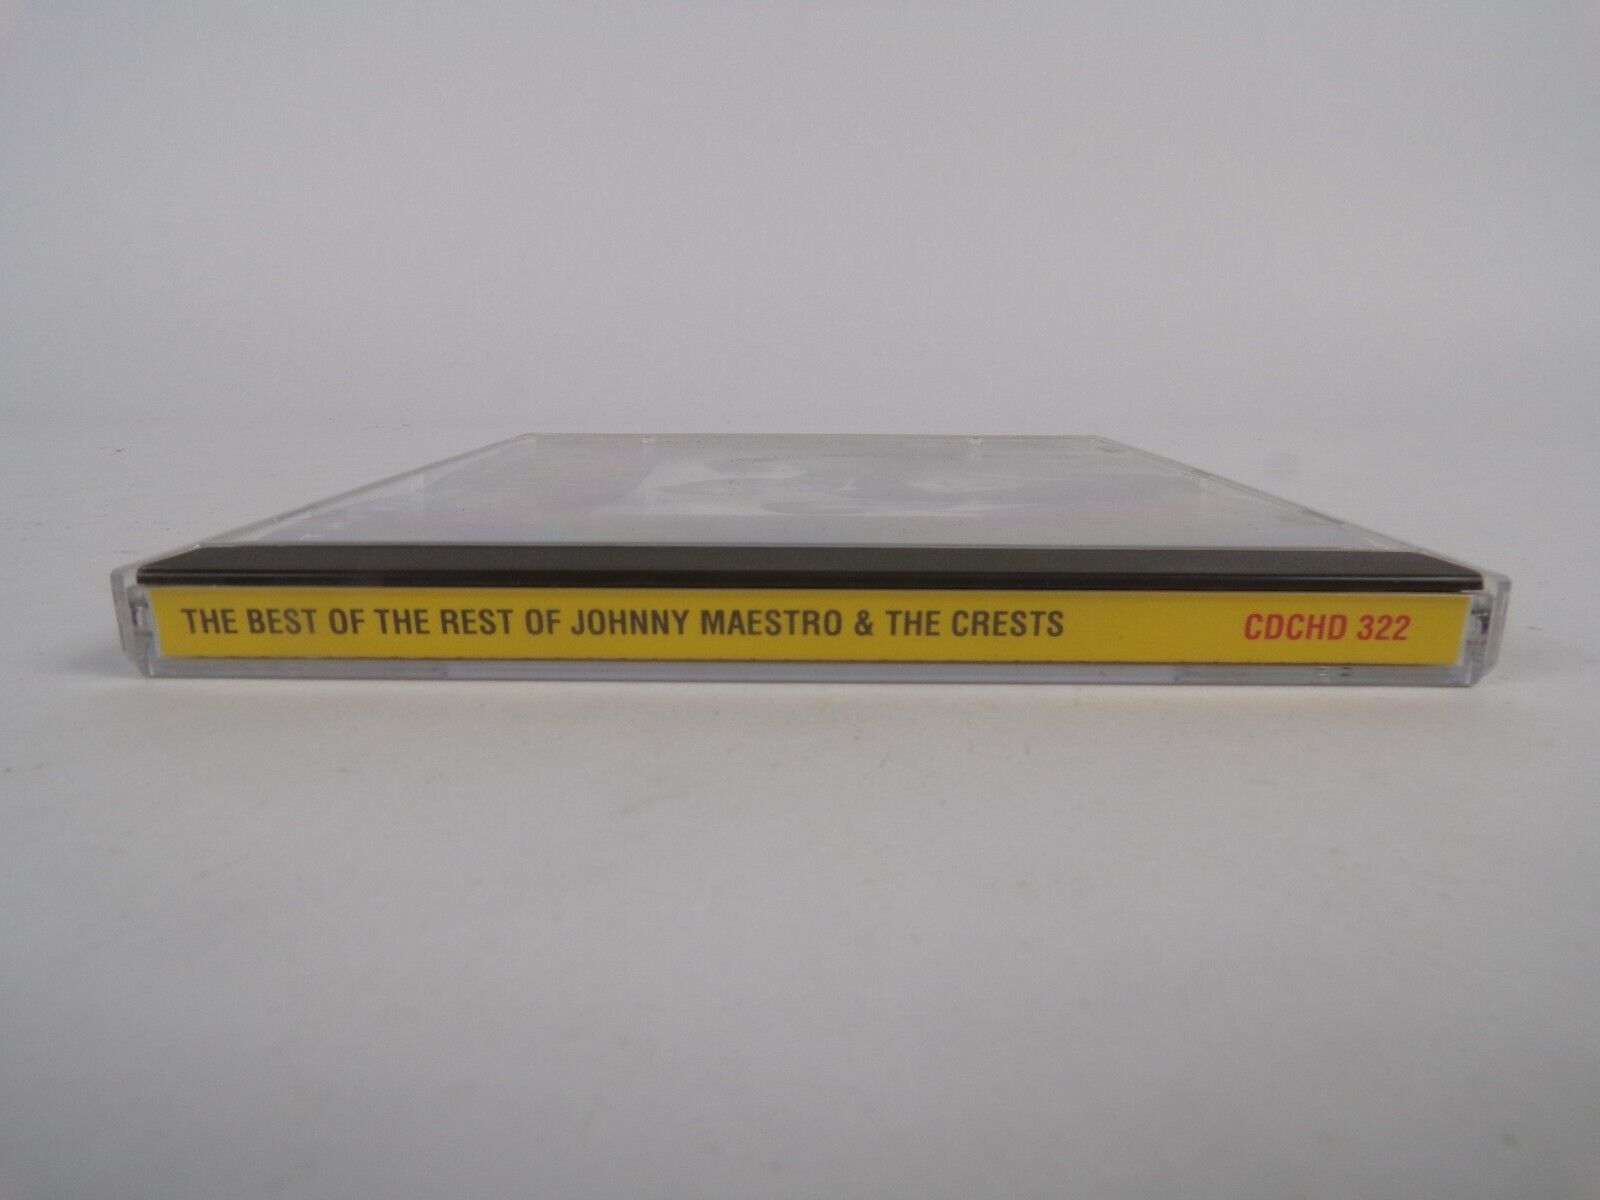 THE BEST OF THE REST OF JOHNNY MAESTRO & THE CRESTS CDCHD 322